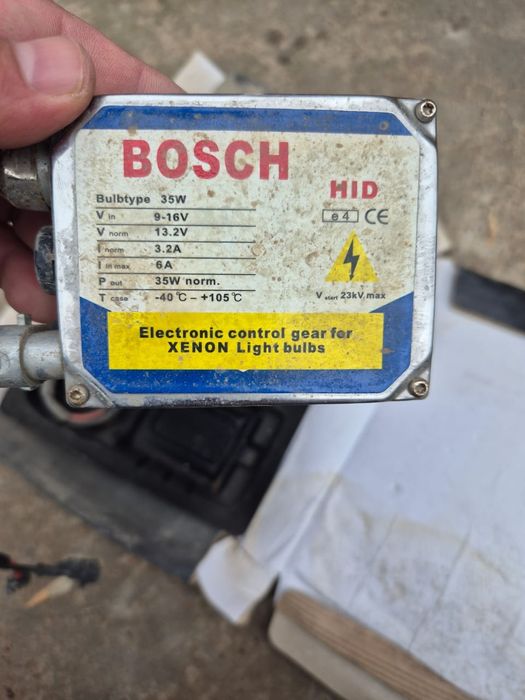 BOSCH
HID
Bulbtype 35W
V in 9-16V
V norm 13.2V
I norm 3.2A
I in max 6A
P out 35W norm.
T case -40℃ – +105℃
e4 CE
V start 23kV max
Electronic control gear for
XENON Light bulbs